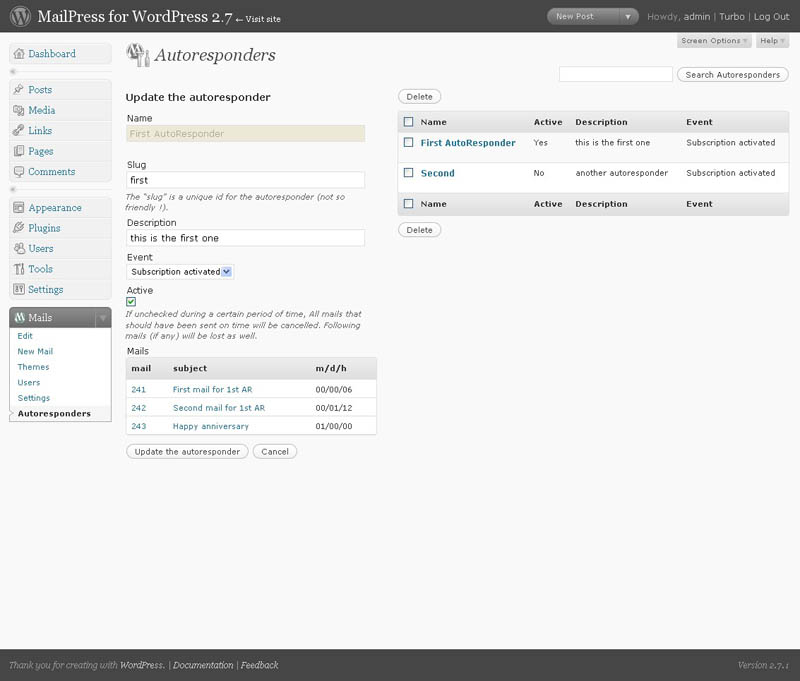 MailPress for WordPress 2.7 ← Visit site
New Post
Howdy, admin | Turbo | Log Out
Screen Options
Help
Dashboard
Posts
Media
Links
Pages
Comments
Appearance
Plugins
Users
Tools
Settings
Mails
Edit
New Mail
Themes
Users
Settings
Autoresponders
Autoresponders
Search Autoresponders
Update the autoresponder
Name
First AutoResponder
Slug
first
The "slug" is a unique id for the autoresponder (not so
friendly !).
Description
this is the first one
Event
Subscription activated
Active
If unchecked during a certain period of time, All mails that
should have been sent on time will be cancelled. Following
mails (if any) will be lost as well.
Mails
mail subject m/d/h
241 First mail for 1st AR 00/00/06
242 Second mail for 1st AR 00/01/12
243 Happy anniversary 01/00/00
Update the autoresponder
Cancel
Delete
Name Active Description Event
First AutoResponder Yes this is the first one Subscription activated
Second No another autoresponder Subscription activated
Name Active Description Event
Delete
Thank you for creating with WordPress. | Documentation | Feedback
Version 2.7.1